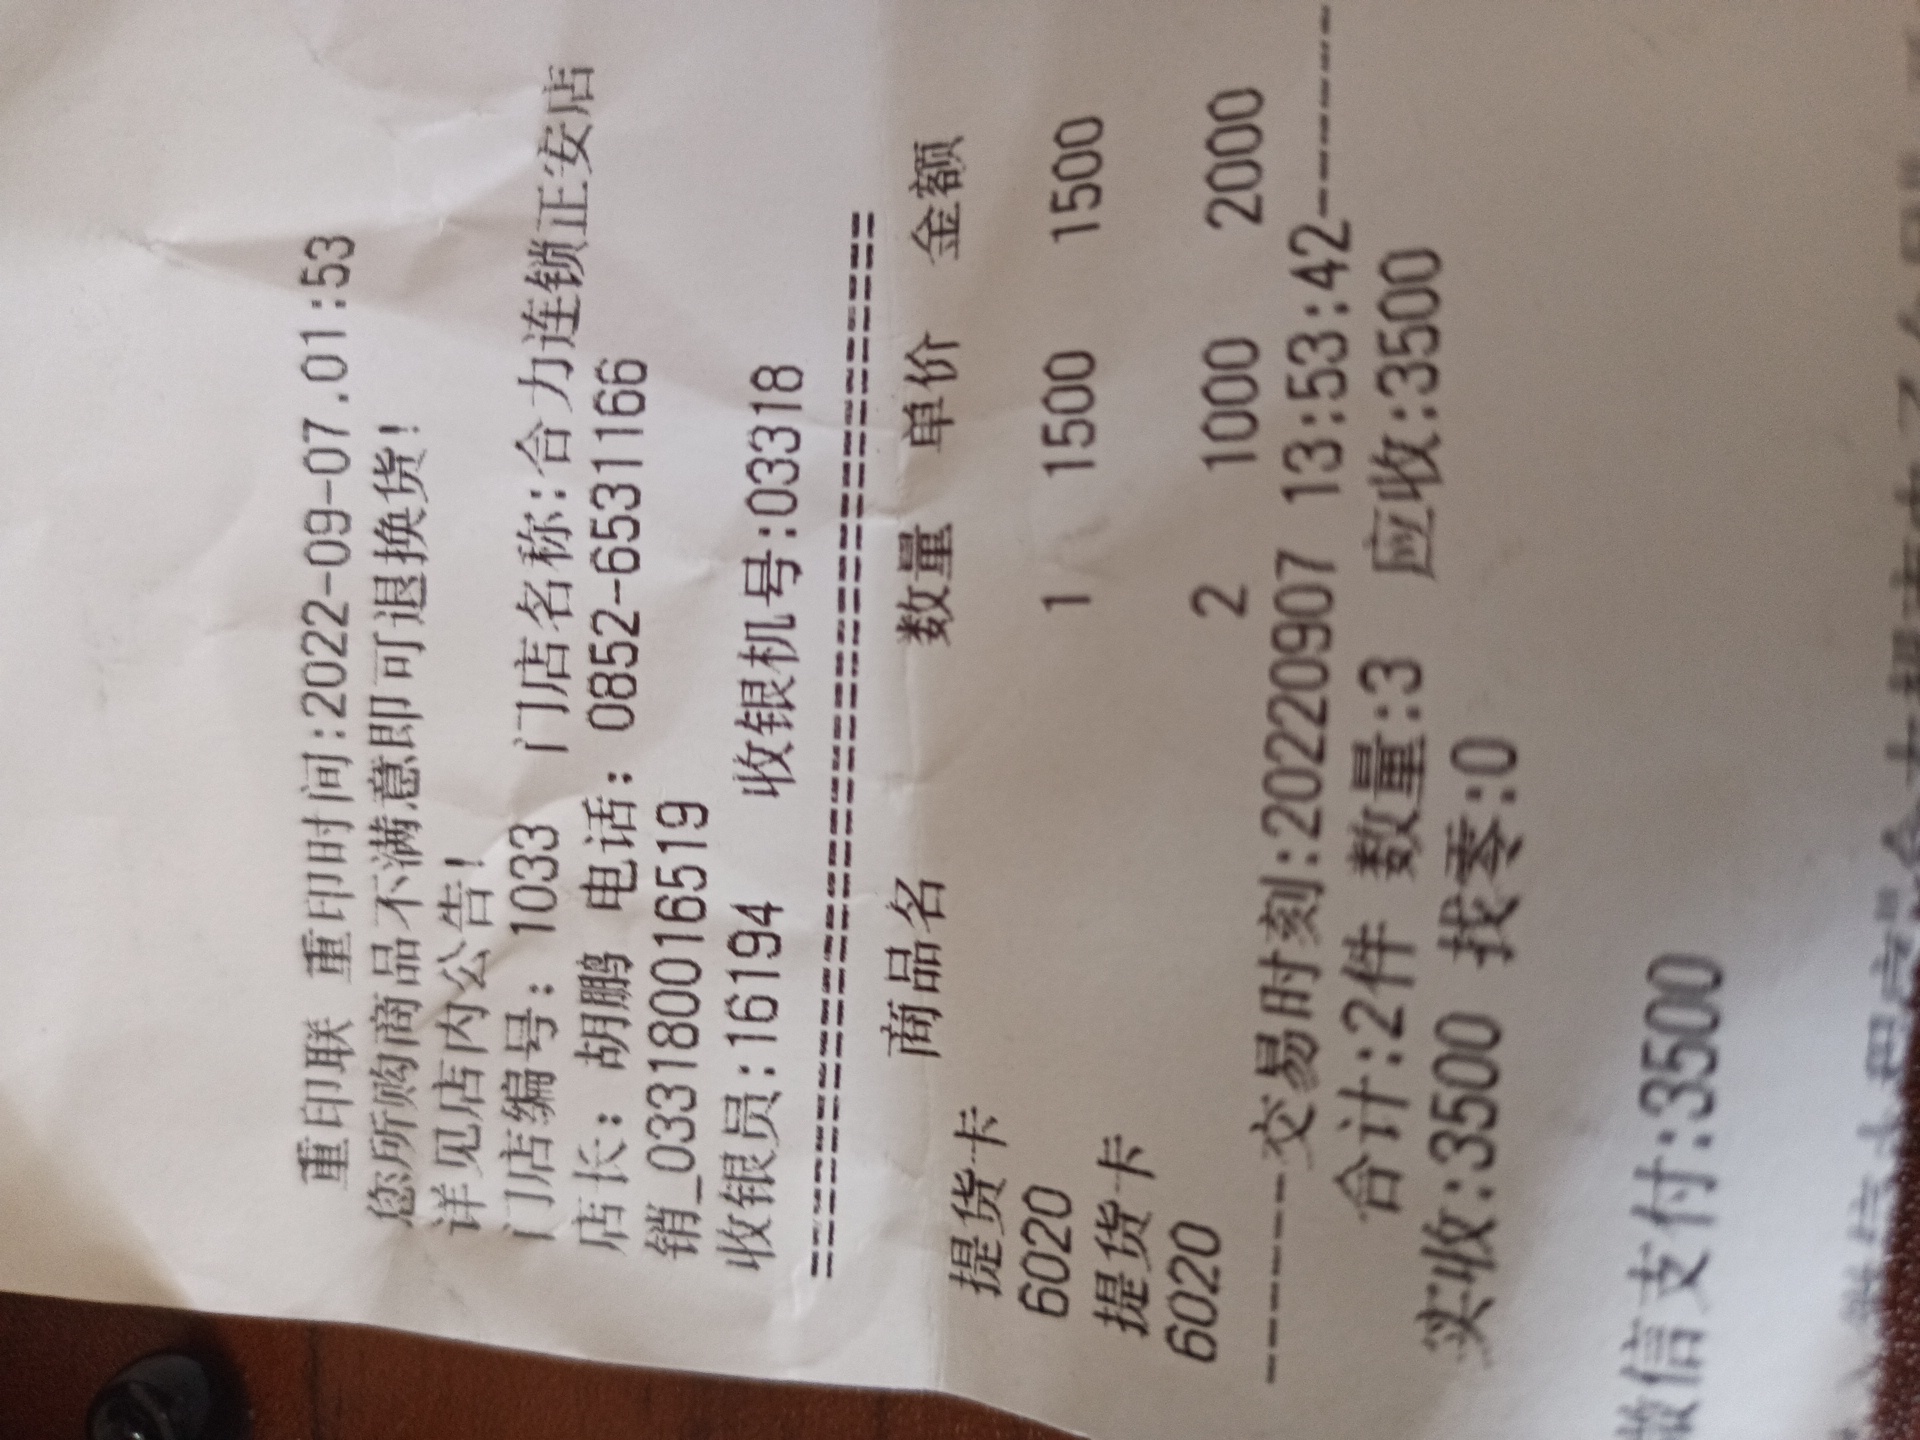 重印联 重印时间:2022-09-07.01:53
您所购商品不满意即可退换货!
详见店内公告!
门店编号: 1033 门店名称:合力连锁正安店
店长: 胡鹏 电话: 0852-6531166
销_033180016519
收银员:16194 收银机号:03318
==========================================
商品名 数量 单价 金额
提货卡
6020 1 1500 1500
提货卡
6020 2 1000 2000
--------交易时刻:20220907 13:53:42--------
合计:2件 数量:3 应收:3500
实收:3500 找零:0
微信支付:3500